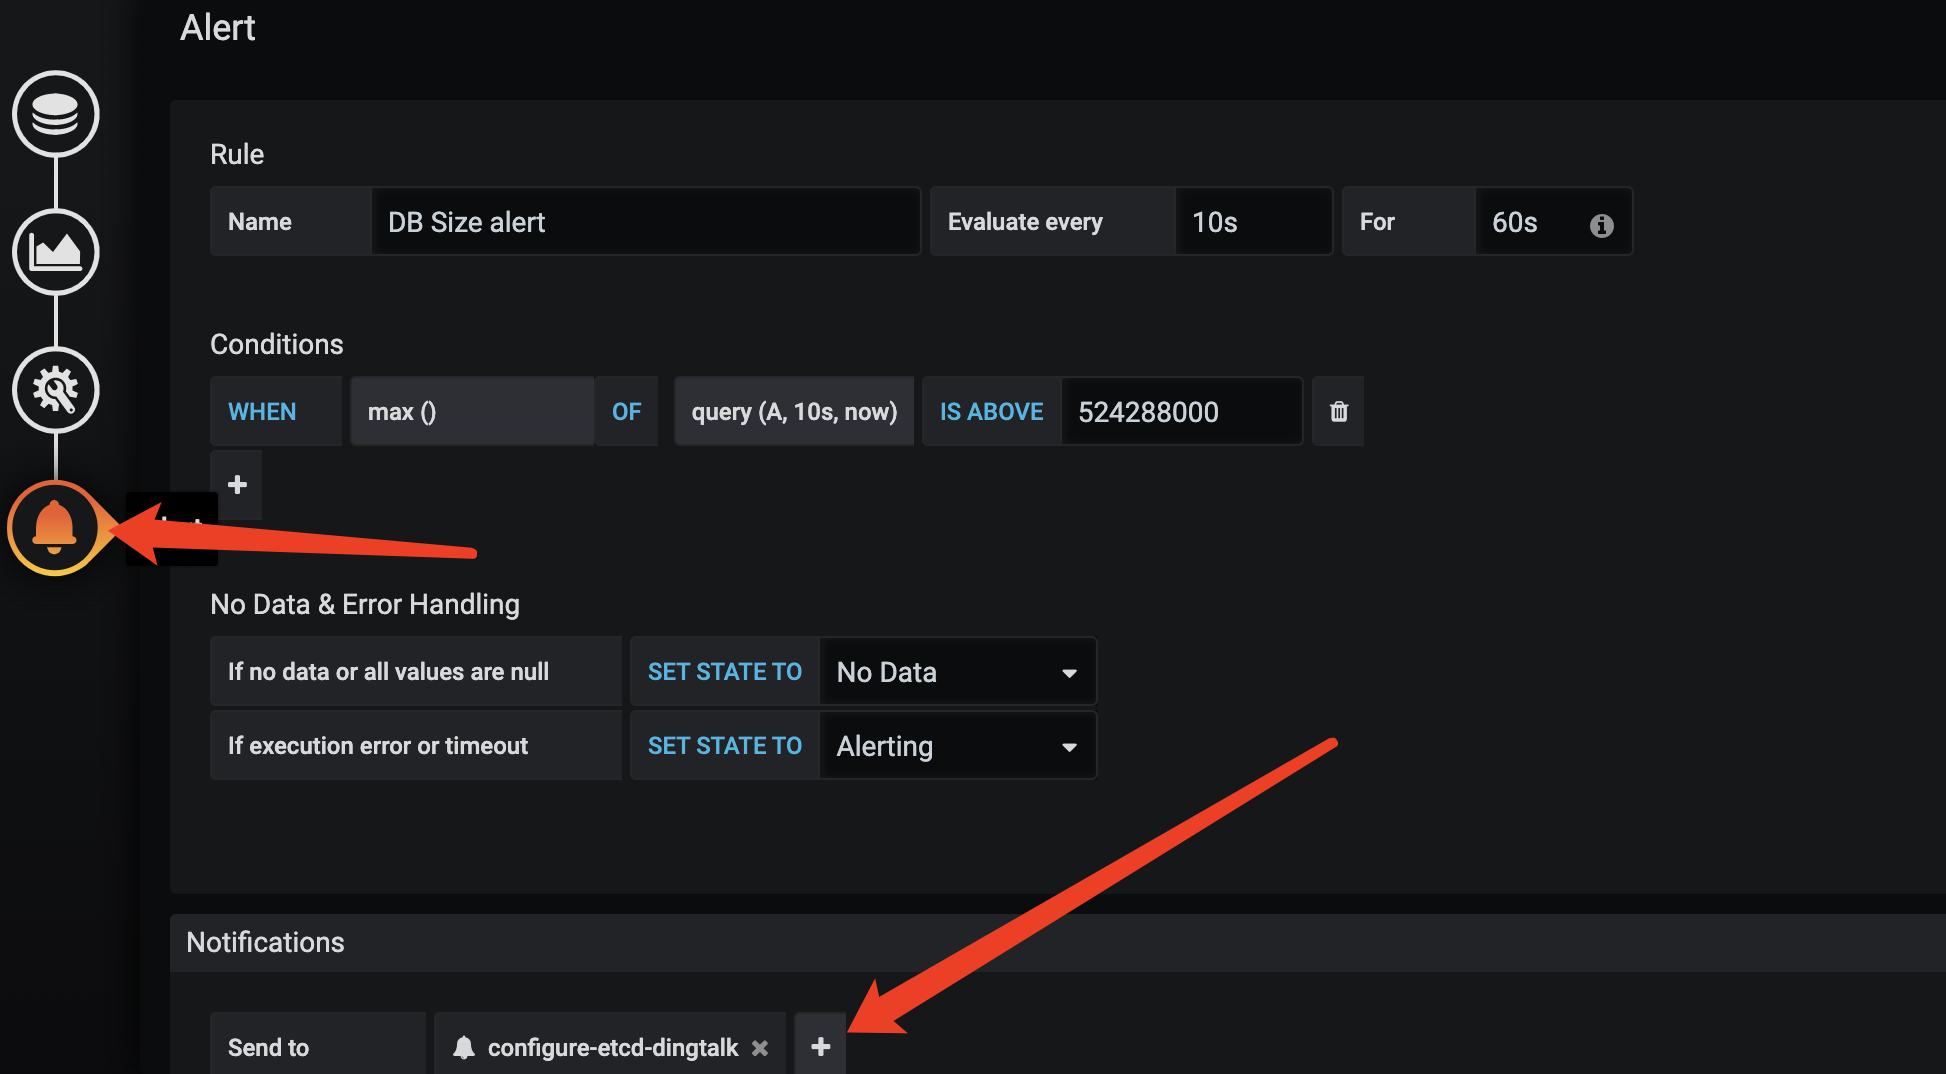 Alert
Rule
Name DB Size alert Evaluate every 10s For 60s
Conditions
WHEN max () OF query (A, 10s, now) IS ABOVE 524288000
No Data & Error Handling
If no data or all values are null SET STATE TO No Data
If execution error or timeout SET STATE TO Alerting
Notifications
Send to configure-etcd-dingtalk